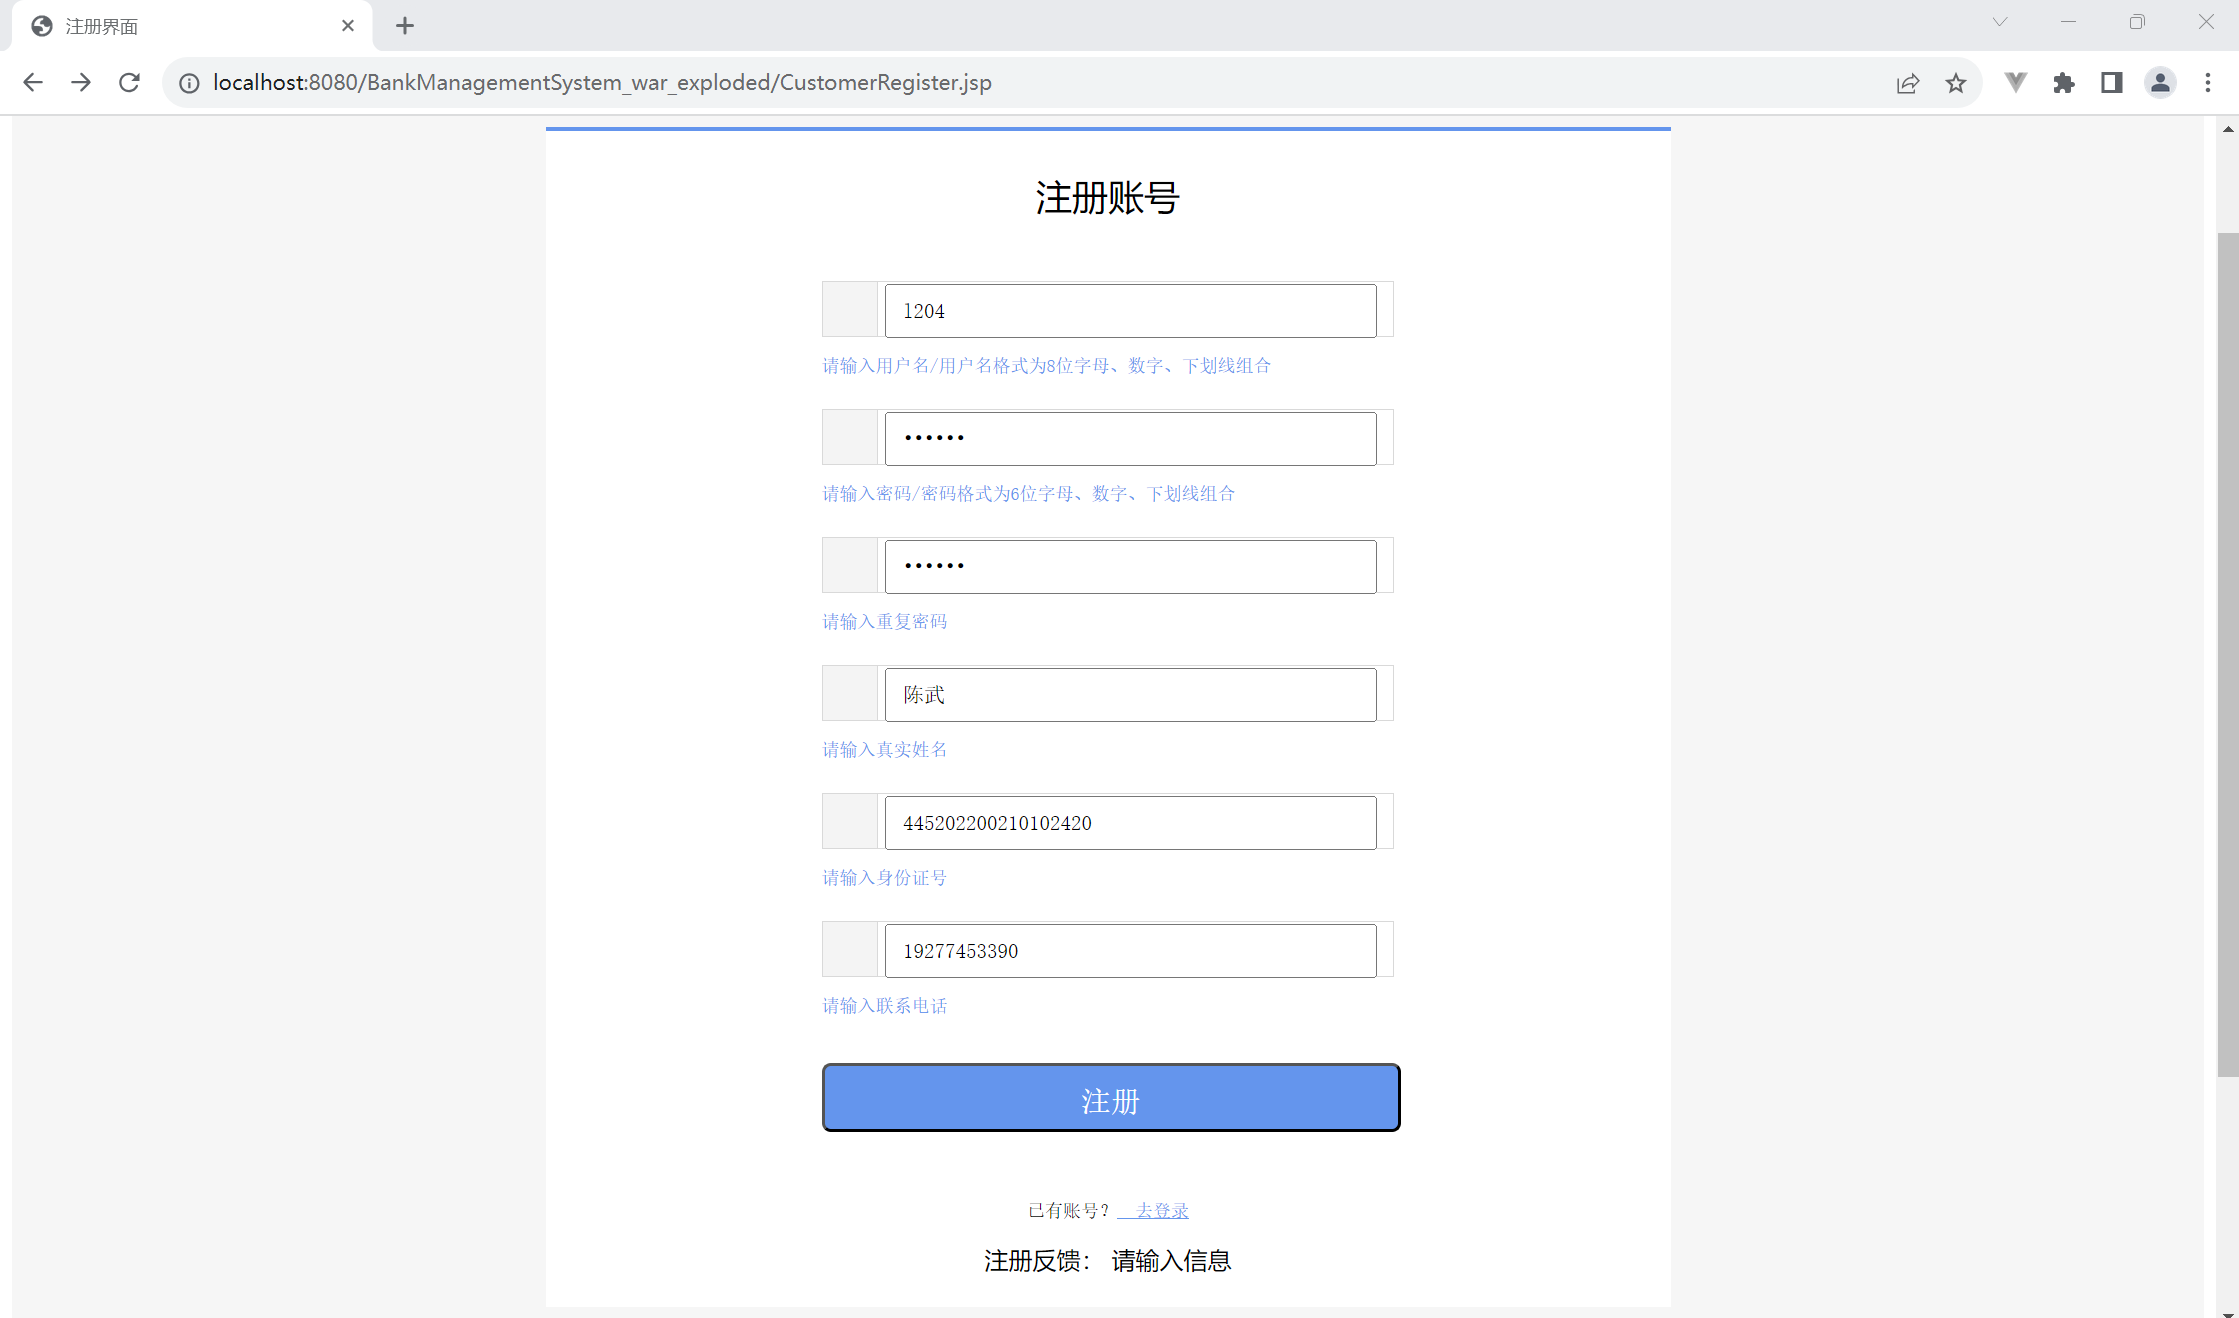 注册界面
localhost:8080/BankManagementSystem_war_exploded/CustomerRegister.jsp
注册账号
l204
请输入用户名/用户名格式为8位字母、数字、下划线组合
••••••
请输入密码/密码格式为6位字母、数字、下划线组合
••••••
请输入重复密码
陈武
请输入真实姓名
445202200210102420
请输入身份证号
19277453390
请输入联系电话
注册
已有账号？ 去登录
注册反馈： 请输入信息